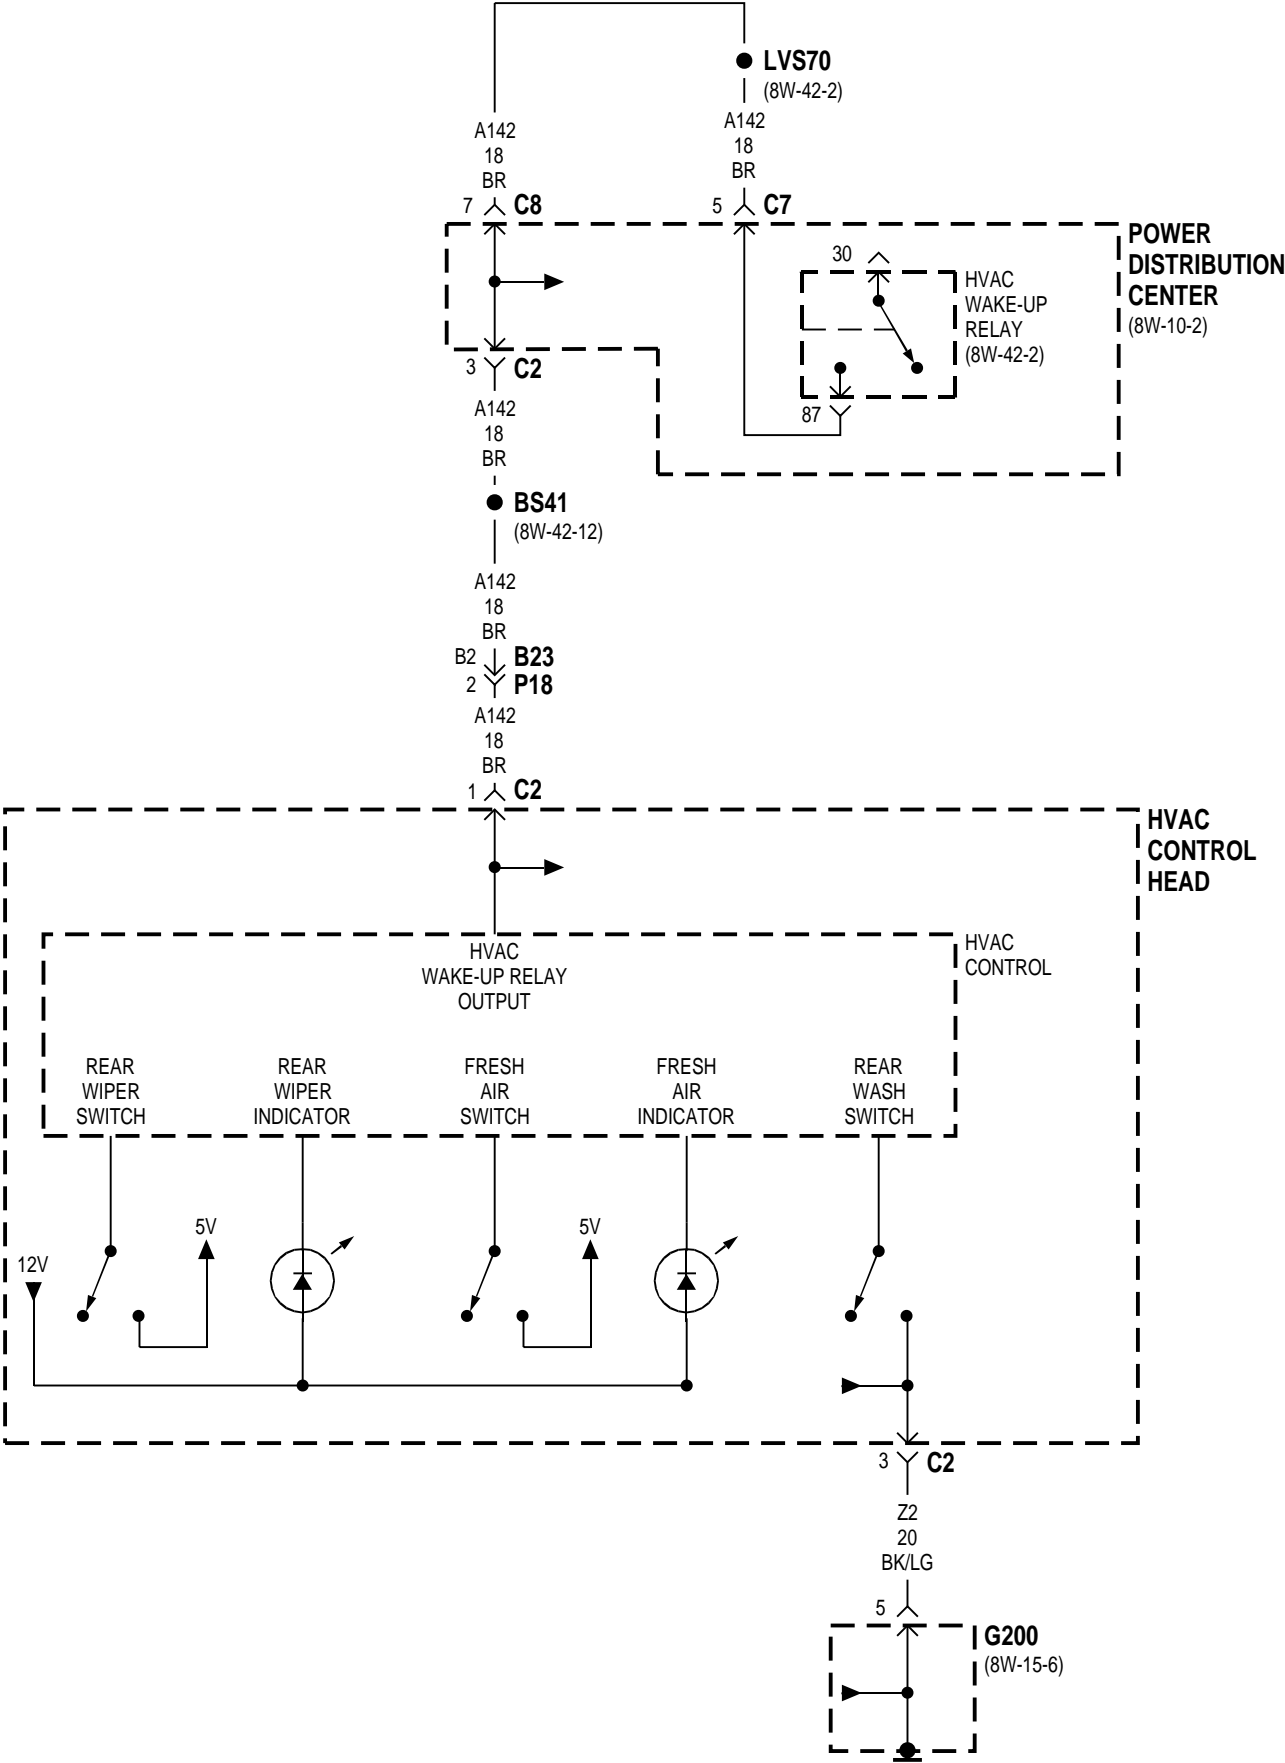 LVS70
(8W-42-2)
A142
18
BR
A142
18
BR
7
C8
5
C7
POWER
DISTRIBUTION
CENTER
(8W-10-2)
30
HVAC
WAKE-UP
RELAY
(8W-42-2)
87
3
C2
A142
18
BR
BS41
(8W-42-12)
A142
18
BR
B2
B23
2
P18
A142
18
BR
1
C2
HVAC
CONTROL
HEAD
HVAC
WAKE-UP RELAY
OUTPUT
HVAC
CONTROL
REAR
WIPER
SWITCH
REAR
WIPER
INDICATOR
FRESH
AIR
SWITCH
FRESH
AIR
INDICATOR
REAR
WASH
SWITCH
12V
5V
5V
3
C2
Z2
20
BK/LG
5
G200
(8W-15-6)